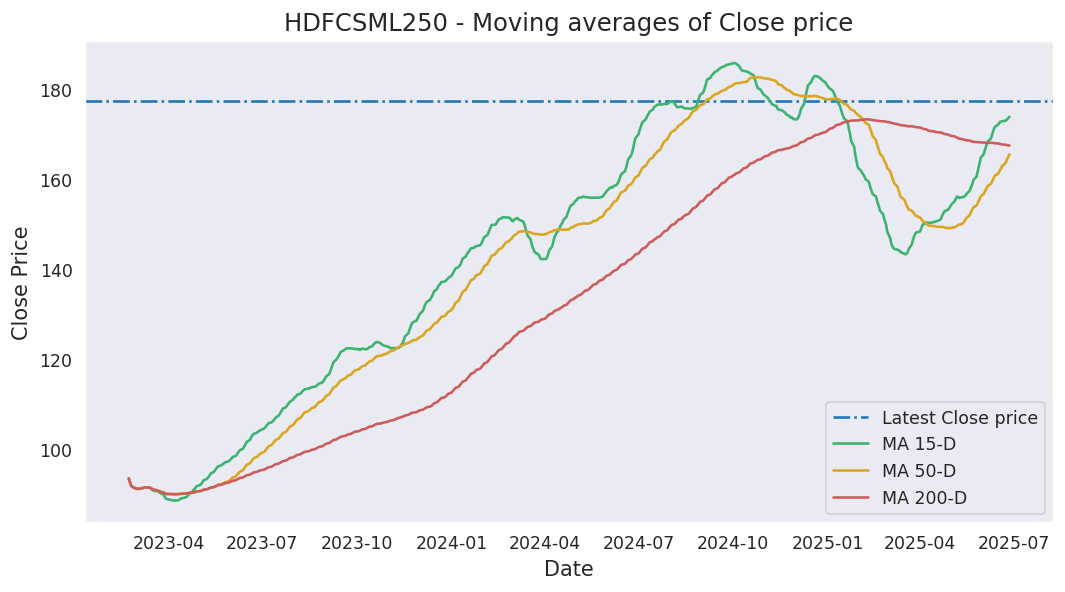 HDFCSML250 - Moving averages of Close price
Close Price
180
160
140
120
100
Latest Close price
MA 15-D
MA 50-D
MA 200-D
2023-04 2023-07 2023-10 2024-01 2024-04 2024-07 2024-10 2025-01 2025-04 2025-07
Date